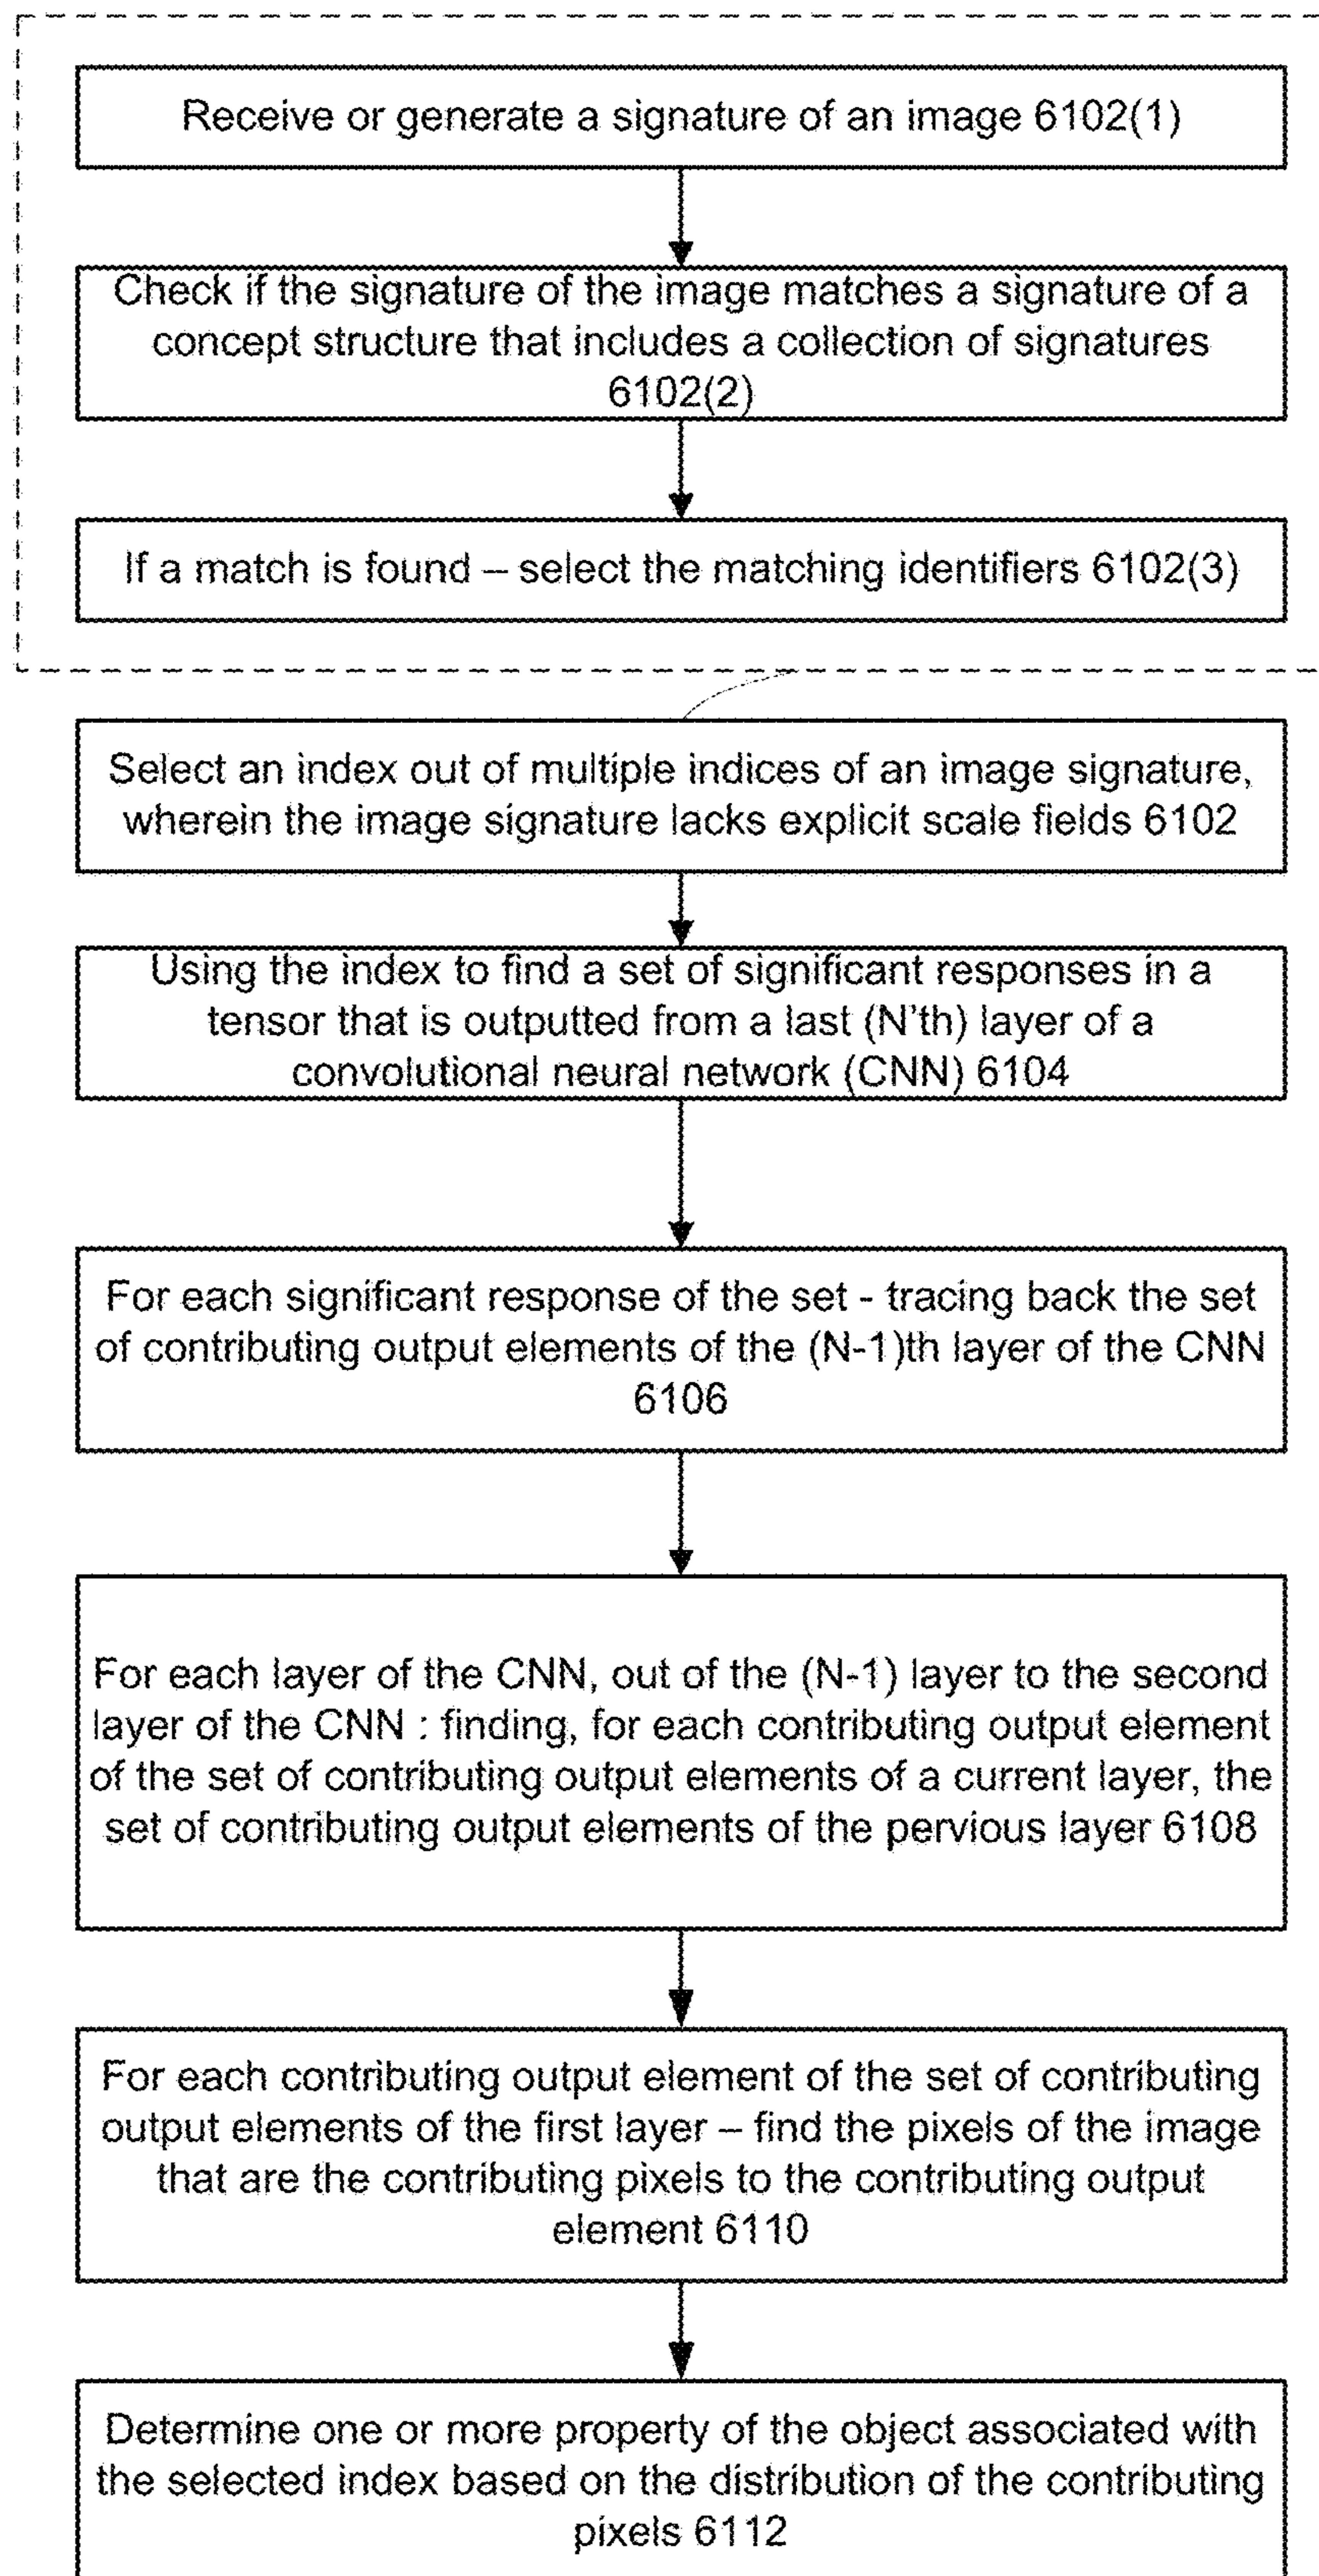 Receive or generate a signature of an image 6102(1)
Check if the signature of the image matches a signature of a
concept structure that includes a collection of signatures
6102(2)
If a match is found – select the matching identifiers 6102(3)
Select an index out of multiple indices of an image signature,
wherein the image signature lacks explicit scale fields 6102
Using the index to find a set of significant responses in a
tensor that is outputted from a last (N'th) layer of a
convolutional neural network (CNN) 6104
For each significant response of the set - tracing back the set
of contributing output elements of the (N-1)th layer of the CNN
6106
For each layer of the CNN, out of the (N-1) layer to the second
layer of the CNN : finding, for each contributing output element
of the set of contributing output elements of a current layer, the
set of contributing output elements of the pervious layer 6108
For each contributing output element of the set of contributing
output elements of the first layer – find the pixels of the image
that are the contributing pixels to the contributing output
element 6110
Determine one or more property of the object associated with
the selected index based on the distribution of the contributing
pixels 6112